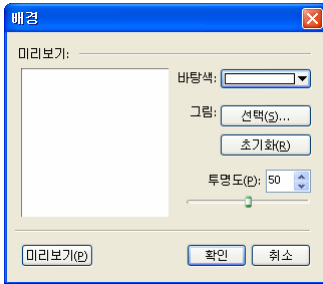 배경
미리보기:
바탕색:
그림: 선택(S)...
초기화(R)
투명도(P): 50
미리보기(P) 확인 취소